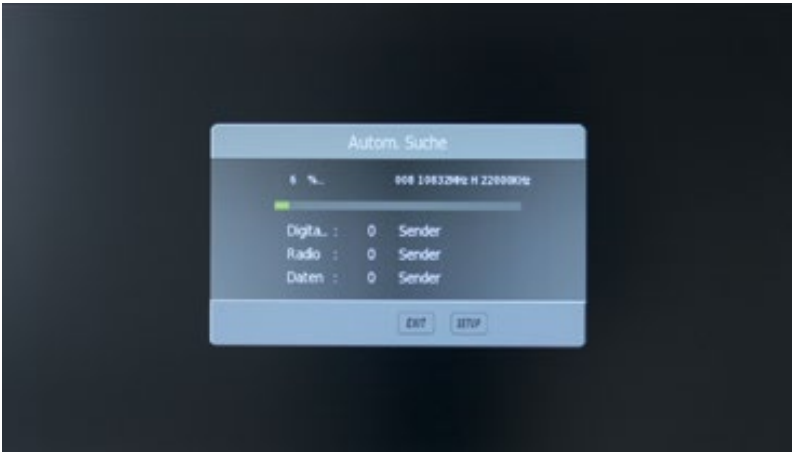 Autom. Suche
6 %... 008 10832MHz H 22000KHz
Digita... : 0 Sender
Radio : 0 Sender
Daten : 0 Sender
EXIT SETUP